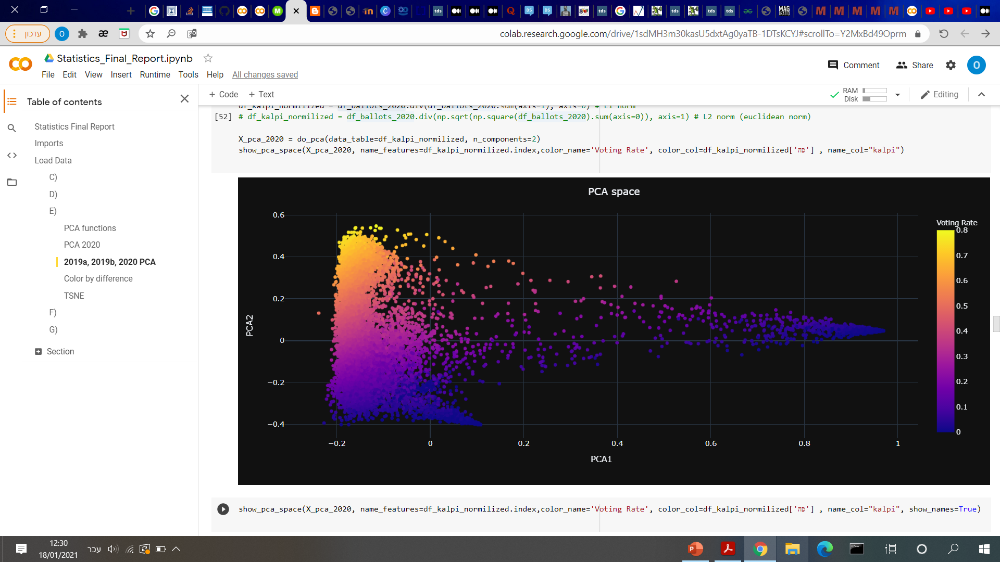 עדכון
colab.research.google.com/drive/1sdMH3m30kasU5dxtAg0yaTB-1DTsKCYJ#scrollTo=Y2MxBd49Oprm
Statistics_Final_Report.ipynb
File Edit View Insert Runtime Tools Help All changes saved
Comment Share O
Table of contents
Statistics Final Report
Imports
Load Data
C)
D)
E)
PCA functions
PCA 2020
2019a, 2019b, 2020 PCA
Color by difference
TSNE
F)
G)
Section
+ Code + Text
RAM
Disk
Editing
df_kalpi_normilized = df_ballots_2020.div(df_ballots_2020.sum(axis=1), axis=0) # L1 norm
[52] # df_kalpi_normilized = df_ballots_2020.div(np.sqrt(np.square(df_ballots_2020).sum(axis=0)), axis=1) # L2 norm (euclidean norm)
X_pca_2020 = do_pca(data_table=df_kalpi_normilized, n_components=2)
show_pca_space(X_pca_2020, name_features=df_kalpi_normilized.index,color_name='Voting Rate', color_col=df_kalpi_normilized['פה'] , name_col="kalpi")
PCA space
0.6
0.4
0.2
0
−0.2
−0.4
PCA2
−0.2 0 0.2 0.4 0.6 0.8 1
PCA1
Voting Rate
0.8
0.7
0.6
0.5
0.4
0.3
0.2
0.1
0
show_pca_space(X_pca_2020, name_features=df_kalpi_normilized.index,color_name='Voting Rate', color_col=df_kalpi_normilized['פה'] , name_col="kalpi", show_names=True)
12:30
18/01/2021
עבר